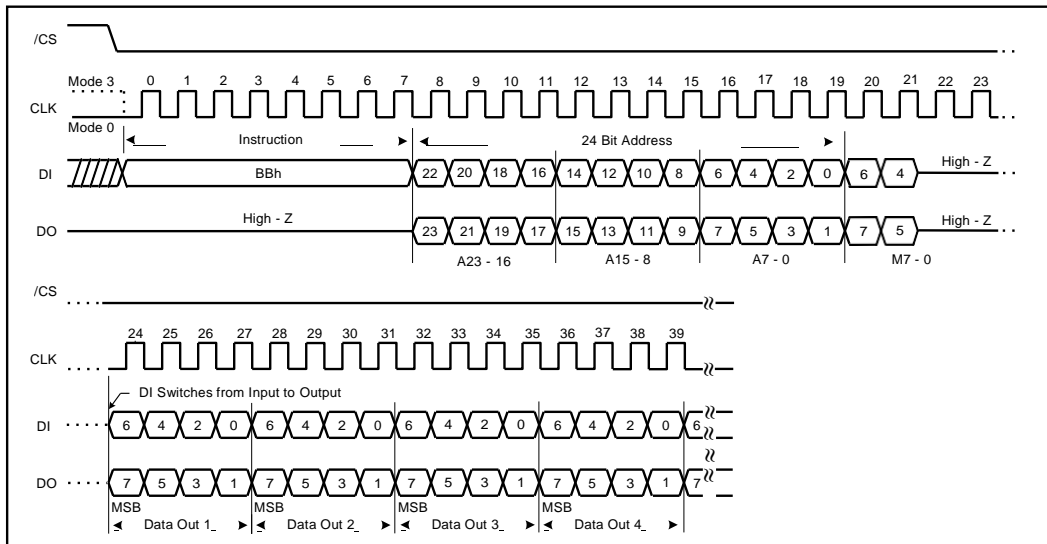 /CS
Mode 3 0 1 2 3 4 5 6 7 8 9 10 11 12 13 14 15 16 17 18 19 20 21 22 23
CLK
Mode 0 Instruction 24 Bit Address
DI BBh 22 20 18 16 14 12 10 8 6 4 2 0 6 4 High - Z
DO High - Z 23 21 19 17 15 13 11 9 7 5 3 1 7 5 High - Z
A23 - 16 A15 - 8 A7 - 0 M7 - 0
/CS
24 25 26 27 28 29 30 31 32 33 34 35 36 37 38 39
CLK
DI Switches from Input to Output
DI 6 4 2 0 6 4 2 0 6 4 2 0 6 4 2 0 6
DO 7 5 3 1 7 5 3 1 7 5 3 1 7 5 3 1 7
MSB MSB MSB MSB
Data Out 1 Data Out 2 Data Out 3 Data Out 4